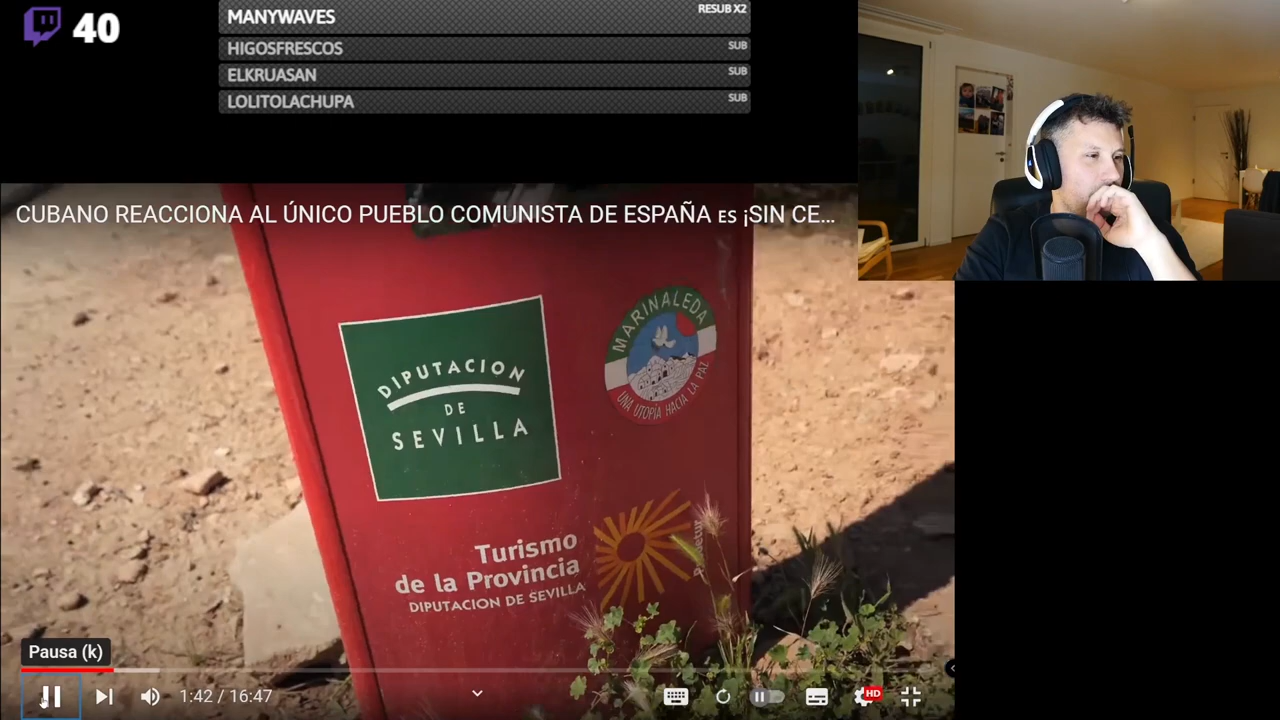 40
MANYWAVES
RESUB X2
HIGOSFRESCOS
SUB
ELKRUASAN
SUB
LOLITOLACHUPA
SUB
CUBANO REACCIONA AL ÚNICO PUEBLO COMUNISTA DE ESPAÑA ᴇs ¡SIN CE...
DIPUTACION
DE
SEVILLA
MARINALEDA
UNA UTOPÍA HACIA LA PAZ
Turismo
de la Provincia
DIPUTACION DE SEVILLA
Pausa (k)
1:42 / 16:47
HD